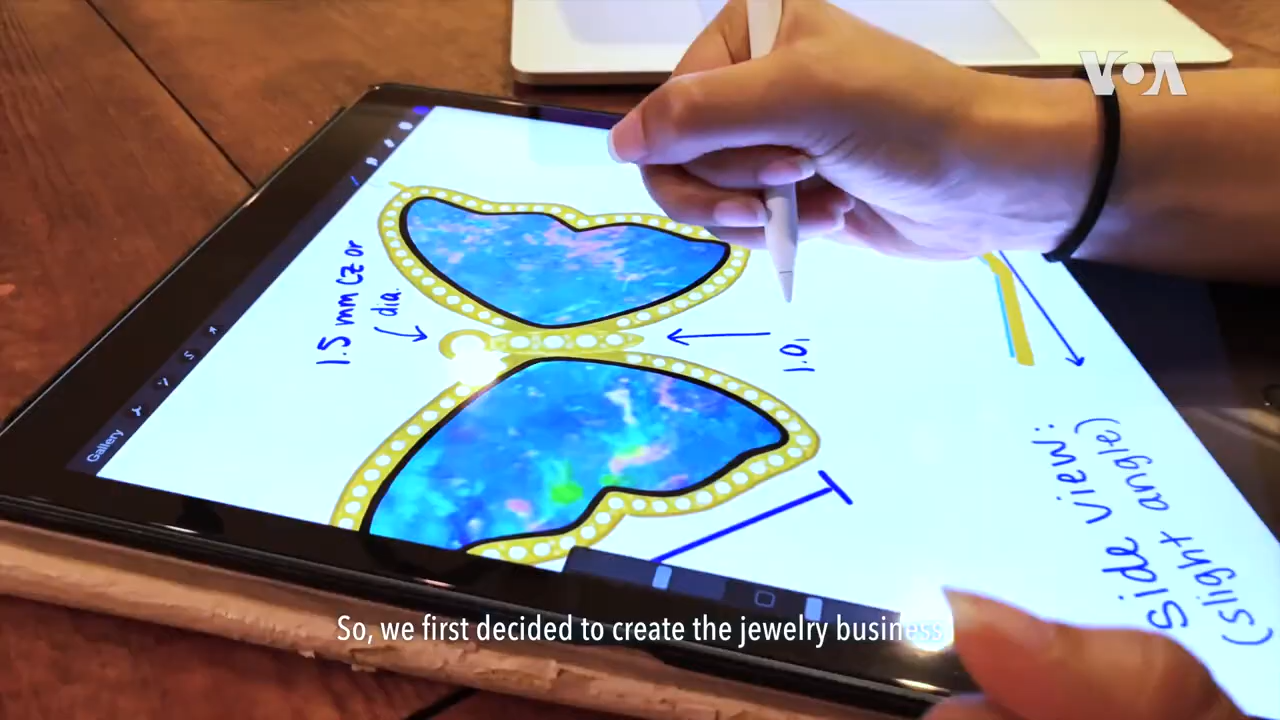 VOA
Gallery
1.5 mm CZ or
dia.
1.0,
Side View:
(slight angle)
So, we first decided to create the jewelry business